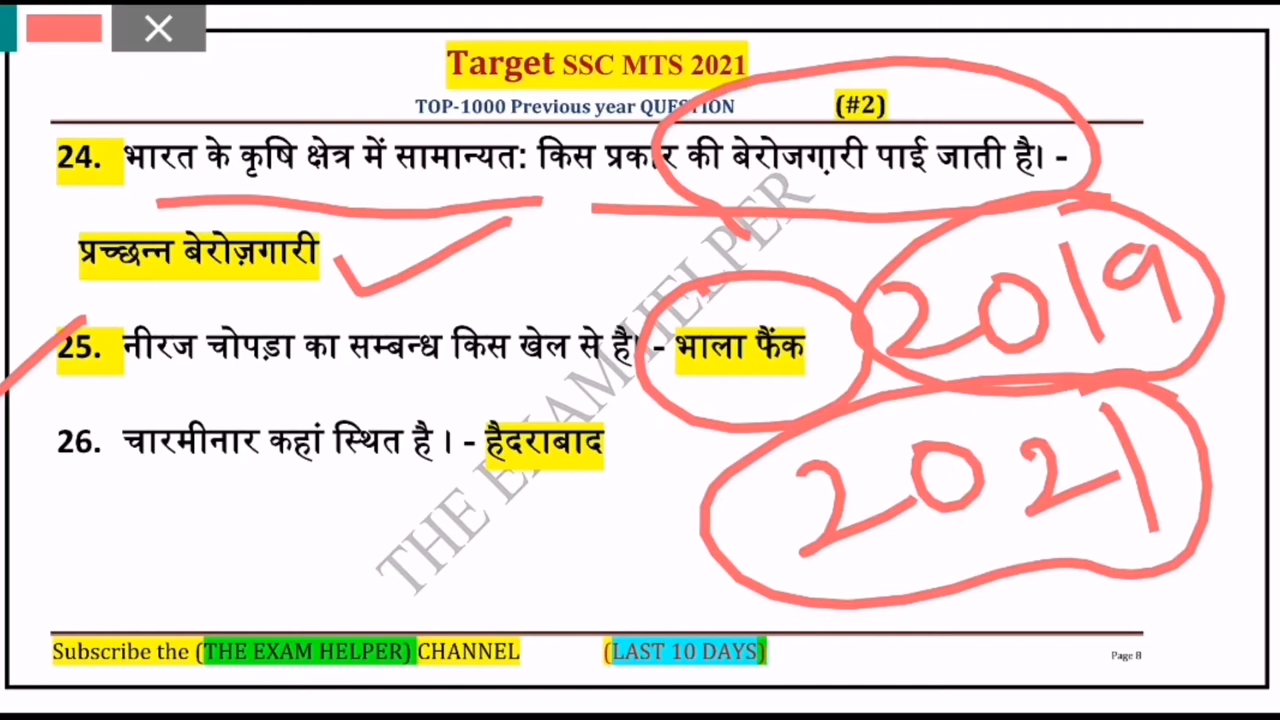 Target SSC MTS 2021
TOP-1000 Previous year QUESTION (#2)
24. भारत के कृषि क्षेत्र में सामान्यत: किस प्रकार की बेरोजगा़री पाई जाती है। -
प्रच्छन्न बेरोज़गारी
2019
25. नीरज चोपड़ा का सम्बन्ध किस खेल से है। - भाला फैंक
26. चारमीनार कहां स्थित है । - हैदराबाद
2021
THE EXAM HELPER
Subscribe the (THE EXAM HELPER) CHANNEL (LAST 10 DAYS)
Page 8